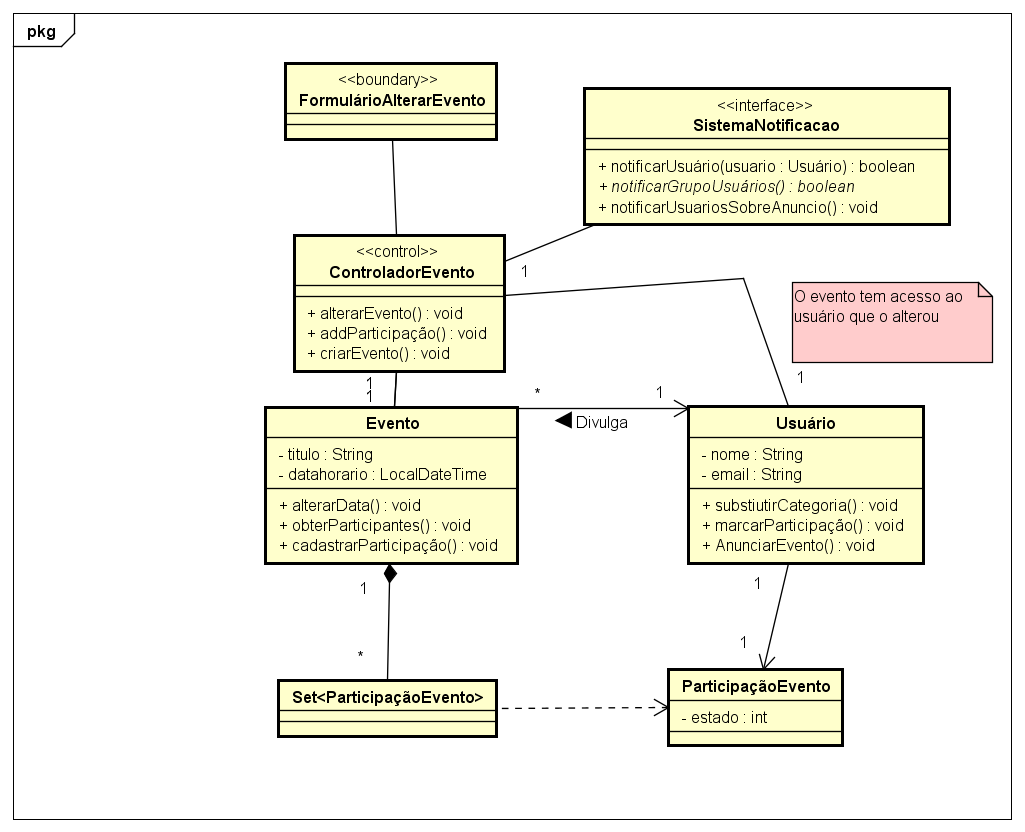 pkg
<<boundary>>
FormulárioAlterarEvento
<<interface>>
SistemaNotificacao
+ notificarUsuário(usuario : Usuário) : boolean
+ notificarGrupoUsuários() : boolean
+ notificarUsuariosSobreAnuncio() : void
<<control>>
ControladorEvento
+ alterarEvento() : void
+ addParticipação() : void
+ criarEvento() : void
1
O evento tem acesso ao
usuário que o alterou
1
1
1
*
1
Divulga
Evento
- titulo : String
- datahorario : LocalDateTime
+ alterarData() : void
+ obterParticipantes() : void
+ cadastrarParticipação() : void
Usuário
- nome : String
- email : String
+ substiutirCategoria() : void
+ marcarParticipação() : void
+ AnunciarEvento() : void
1
*
1
1
Set<ParticipaçãoEvento>
ParticipaçãoEvento
- estado : int